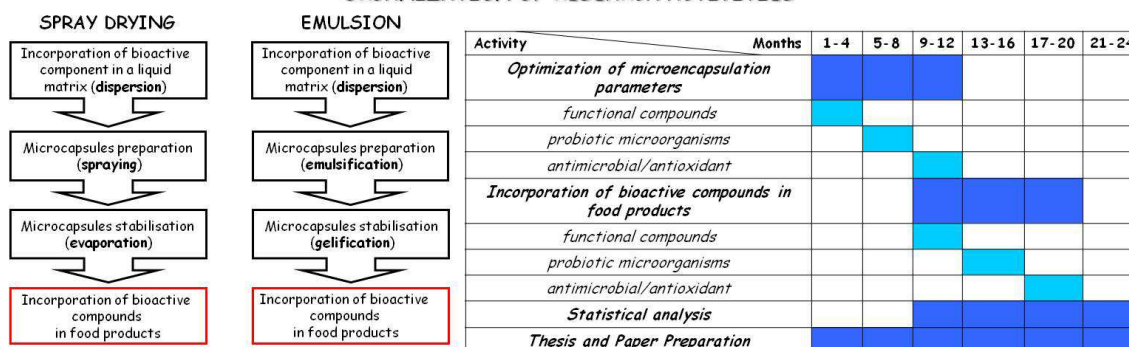 SPRAY DRYING
Incorporation of bioactive
component in a liquid
matrix (dispersion)
Microcapsules preparation
(spraying)
Microcapsules stabilisation
(evaporation)
Incorporation of bioactive
compounds
in food products
EMULSION
Incorporation of bioactive
component in a liquid
matrix (dispersion)
Microcapsules preparation
(emulsification)
Microcapsules stabilisation
(gelification)
Incorporation of bioactive
compounds
in food products
Activity Months 1-4 5-8 9-12 13-16 17-20 21-24
Optimization of microencapsulation
parameters
functional compounds
probiotic microorganisms
antimicrobial/antioxidant
Incorporation of bioactive compounds in
food products
functional compounds
probiotic microorganisms
antimicrobial/antioxidant
Statistical analysis
Thesis and Paper Preparation